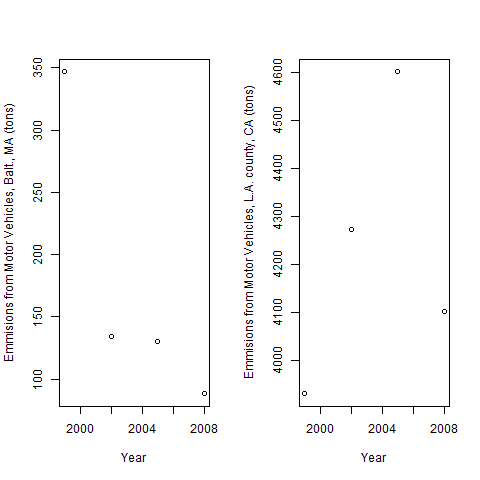 Emmisions from Motor Vehicles, Balt., MA (tons)
350
300
250
200
150
100
2000 2004 2008
Year
Emmisions from Motor Vehicles, L.A. county, CA (tons)
4600
4500
4400
4300
4200
4100
4000
2000 2004 2008
Year